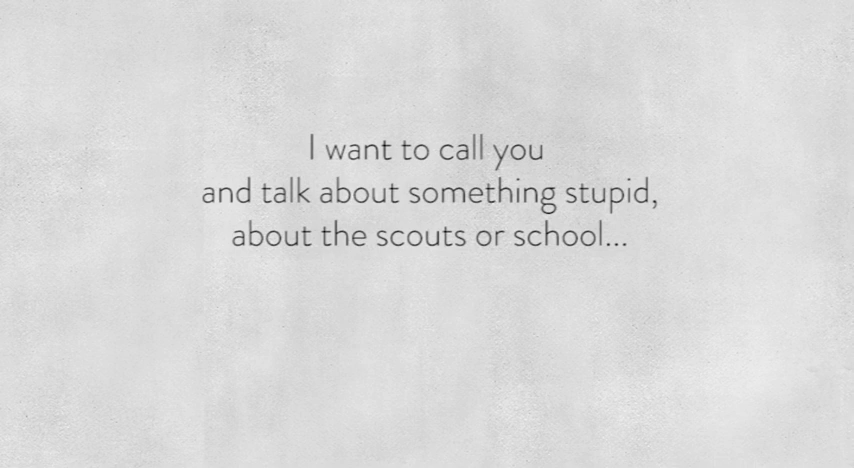 I want to call you
and talk about something stupid,
about the scouts or school...